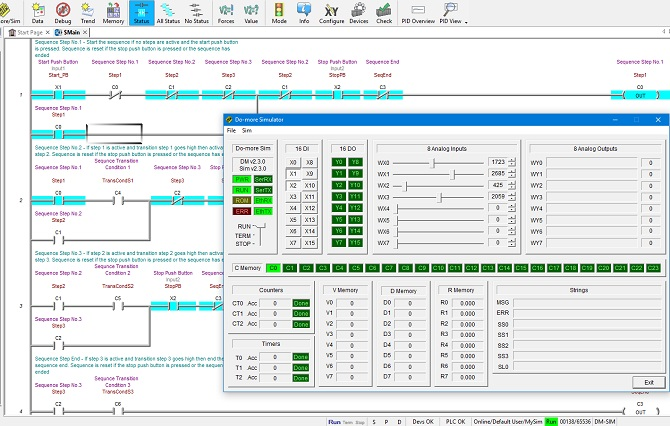 ore/Sim Data Debug Trend Memory Status All Status No Status Forces Value Mode Info Configure Devices Check PID Overview PID View
XY
Start Page $Main
Sequence Step No.1 - Start the sequence if no steps are active and the start push button
is pressed. Sequence is reset if the stop push button is pressed or the sequence has
ended
Start Push Button Sequence Step No.1 Sequence Step No.1 Sequence Step No.2 Stop Push Button Sequence End Sequence Step No.1
Input1 Input2
Start_PB Step1 Step2 Step3 StopPB SeqEnd Step1
1 X1 C0 C1 C2 X2 C3 C0
OUT
Sequence Step No.1
Step1
C0
Sequence Step No.2 - If step 1 is active and transition step 1 goes high then
step 2. Sequence is reset if the stop push button is pressed or the sequence
Sequence Step No.1 Sequnce Transition Sequence Step No.2
Condition 1
Step1 TransCondS1 Step3
2 C0 C4 C2
Sequence Step No.1
Step2
C1
Sequence Step No.3 - If step 2 is active and transition step 2 goes high then
step 3. Sequence is reset if the stop push button is pressed or the sequence
Sequence Step No.1 Sequnce Transition Stop Push Button Sequence
Condition 2 Input2
Step2 TransCondS2 StopPB SeqE
3 C1 C5 X2 C3
Sequence Step No.2
Step3
C2
Sequence Step End - If step 3 is active and transition step 3 goes high then end the
sequence end. Sequence is reset if the stop push button is pressed or the sequence
Sequence Step No.2 Sequnce Transition
Condition 3
Step3 TransCondS3 SeqEnd
4 C2 C6 C3
OUT
Do-more Simulator
File Sim
Do-more Sim
DM v2.3.0
Sim v2.3.0
PWR SerRX
RUN SerTX
ROM EthRX
ERR EthTX
RUN
TERM
STOP
16 DI
X0 X8
X1 X9
X2 X10
X3 X11
X4 X12
X5 X13
X6 X14
X7 X15
16 DO
Y0 Y8
Y1 Y9
Y2 Y10
Y3 Y11
Y4 Y12
Y5 Y13
Y6 Y14
Y7 Y15
8 Analog Inputs
WX0 1723
WX1 2685
WX2 425
WX3 2059
WX4 0
WX5 0
WX6 0
WX7 0
8 Analog Outputs
WY0 0
WY1 0
WY2 0
WY3 0
WY4 0
WY5 0
WY6 0
WY7 0
C Memory C0 C1 C2 C3 C4 C5 C6 C7 C8 C9 C10 C11 C12 C13 C14 C15 C16 C17 C18 C19 C20 C21 C22 C23
Counters
CT0 Acc 0 Done
CT1 Acc 0 Done
CT2 Acc 0 Done
Timers
T0 Acc 0 Done
T1 Acc 0 Done
T2 Acc 0 Done
V Memory
V0 0
V1 0
V2 0
V3 0
V4 0
V5 0
V6 0
V7 0
D Memory
D0 0
D1 0
D2 0
D3 0
D4 0
D5 0
D6 0
D7 0
R Memory
R0 0.000
R1 0.000
R2 0.000
R3 0.000
R4 0.000
R5 0.000
R6 0.000
R7 0.000
Strings
MSG
ERR
SS0
SS1
SS2
SS3
SL0
Exit
Run Term Stop S P D Devs OK PLC OK Online/Default User/MySim Run 00138/65536 DM-SIM